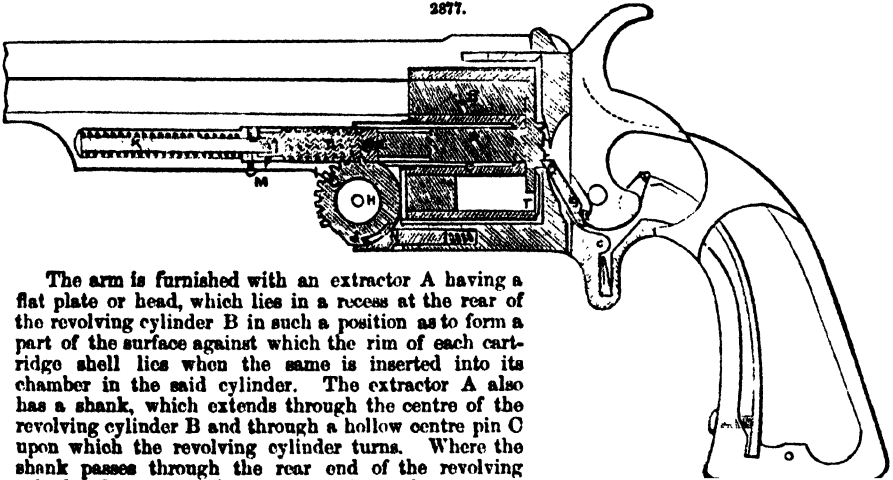 2877.
K
M
H
T
C
The arm is furnished with an extractor A having a
flat plate or head, which lies in a recess at the rear of
the revolving cylinder B in such a position as to form a
part of the surface against which the rim of each cart-
ridge shell lies when the same is inserted into its
chamber in the said cylinder. The extractor A also
has a shank, which extends through the centre of the
revolving cylinder B and through a hollow centre pin C
upon which the revolving cylinder turns. Where the
shank passes through the rear end of the revolving